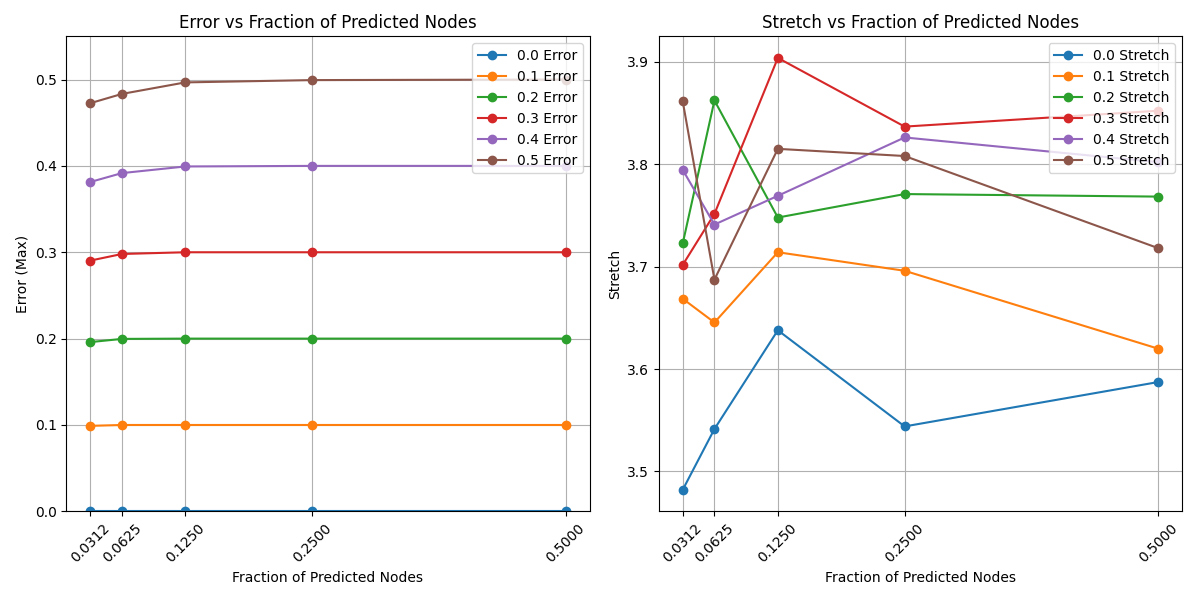 Error vs Fraction of Predicted Nodes
Error (Max)
0.5
0.4
0.3
0.2
0.1
0.0
0.0312
0.0625
0.1250
0.2500
0.5000
Fraction of Predicted Nodes
0.0 Error
0.1 Error
0.2 Error
0.3 Error
0.4 Error
0.5 Error
Stretch vs Fraction of Predicted Nodes
Stretch
3.9
3.8
3.7
3.6
3.5
0.0312
0.0625
0.1250
0.2500
0.5000
Fraction of Predicted Nodes
0.0 Stretch
0.1 Stretch
0.2 Stretch
0.3 Stretch
0.4 Stretch
0.5 Stretch